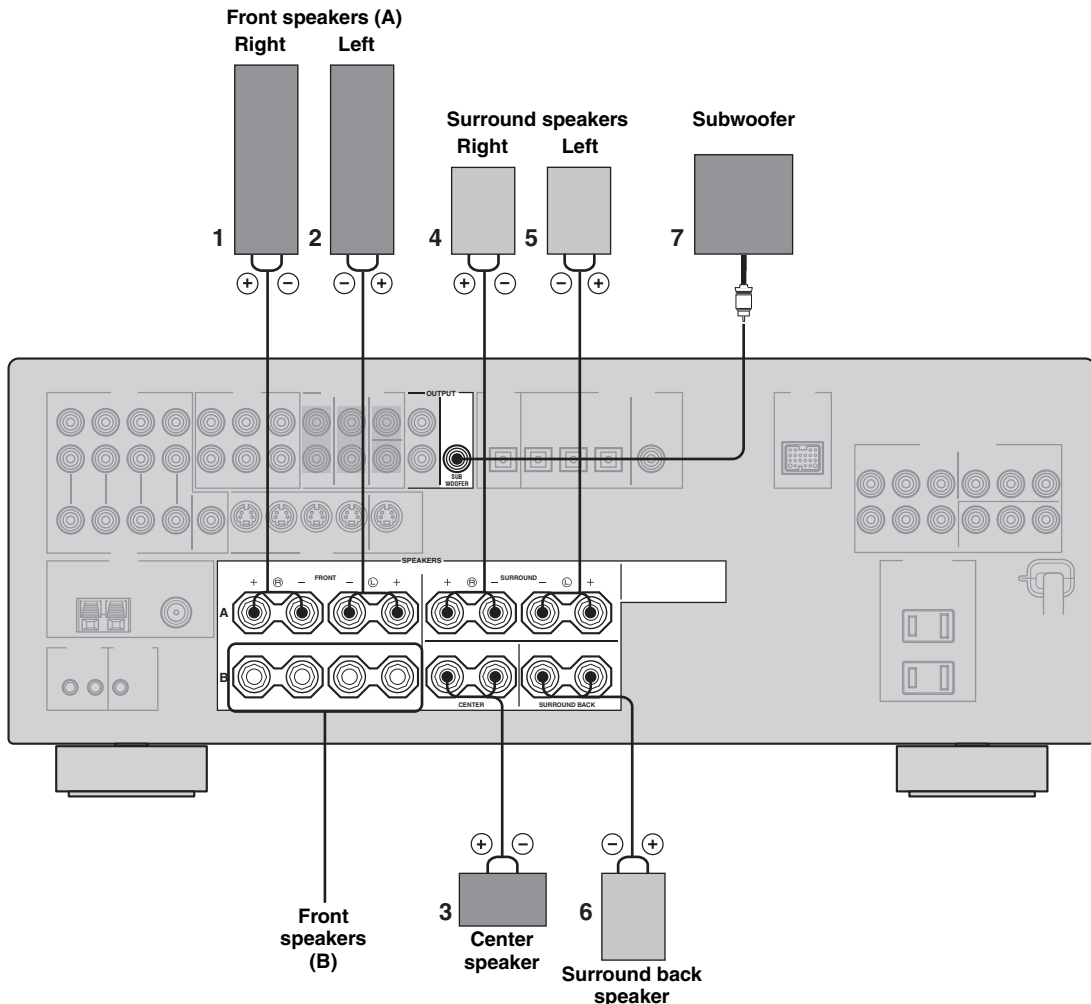 Front speakers (A)
Right Left
Surround speakers
Right Left
Subwoofer
1 2 4 5 7
+ − − + + − − +
OUTPUT
SUB
WOOFER
SPEAKERS
+ R − FRONT − L + + R − SURROUND − L +
A
B
CENTER SURROUND BACK
+ − − +
3 6
Front
speakers
(B)
Center
speaker
Surround back
speaker